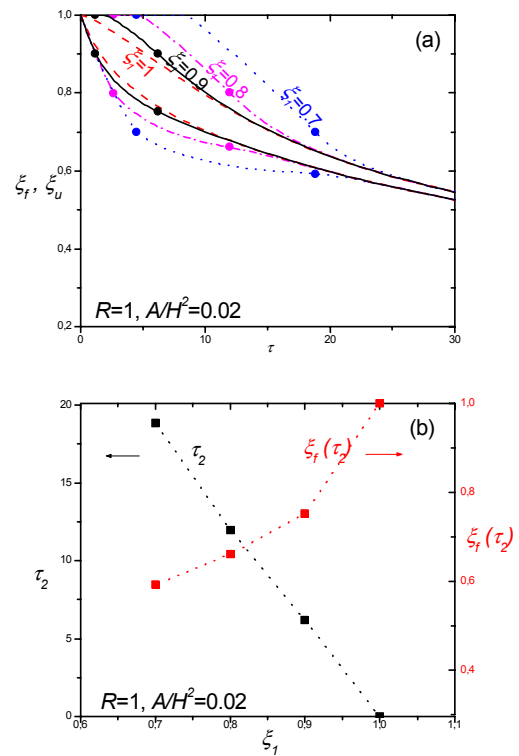 (a)
1,0
ξ₁=1
ξ₁=0.9
ξ₁=0.8
ξ₁=0.7
0,8
ξf , ξu
0,6
0,4
R=1, A/H²=0.02
0,2
0 10 20 30
τ
(b)
20
1,0
τ₂
ξf (τ₂)
15
0,8
τ₂
10
ξf (τ₂)
0,6
5
0,4
R=1, A/H²=0.02
0
0,6 0,7 0,8 0,9 1,0 1,1
ξ₁